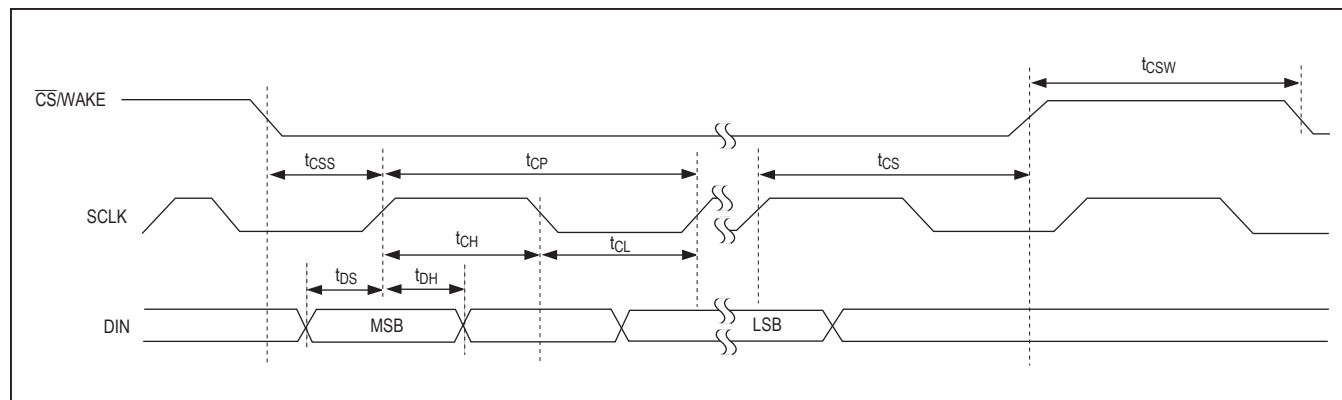 tCSW
CS/WAKE
tCSS
tCP
tCS
SCLK
tCH
tCL
tDS
tDH
DIN
MSB
LSB